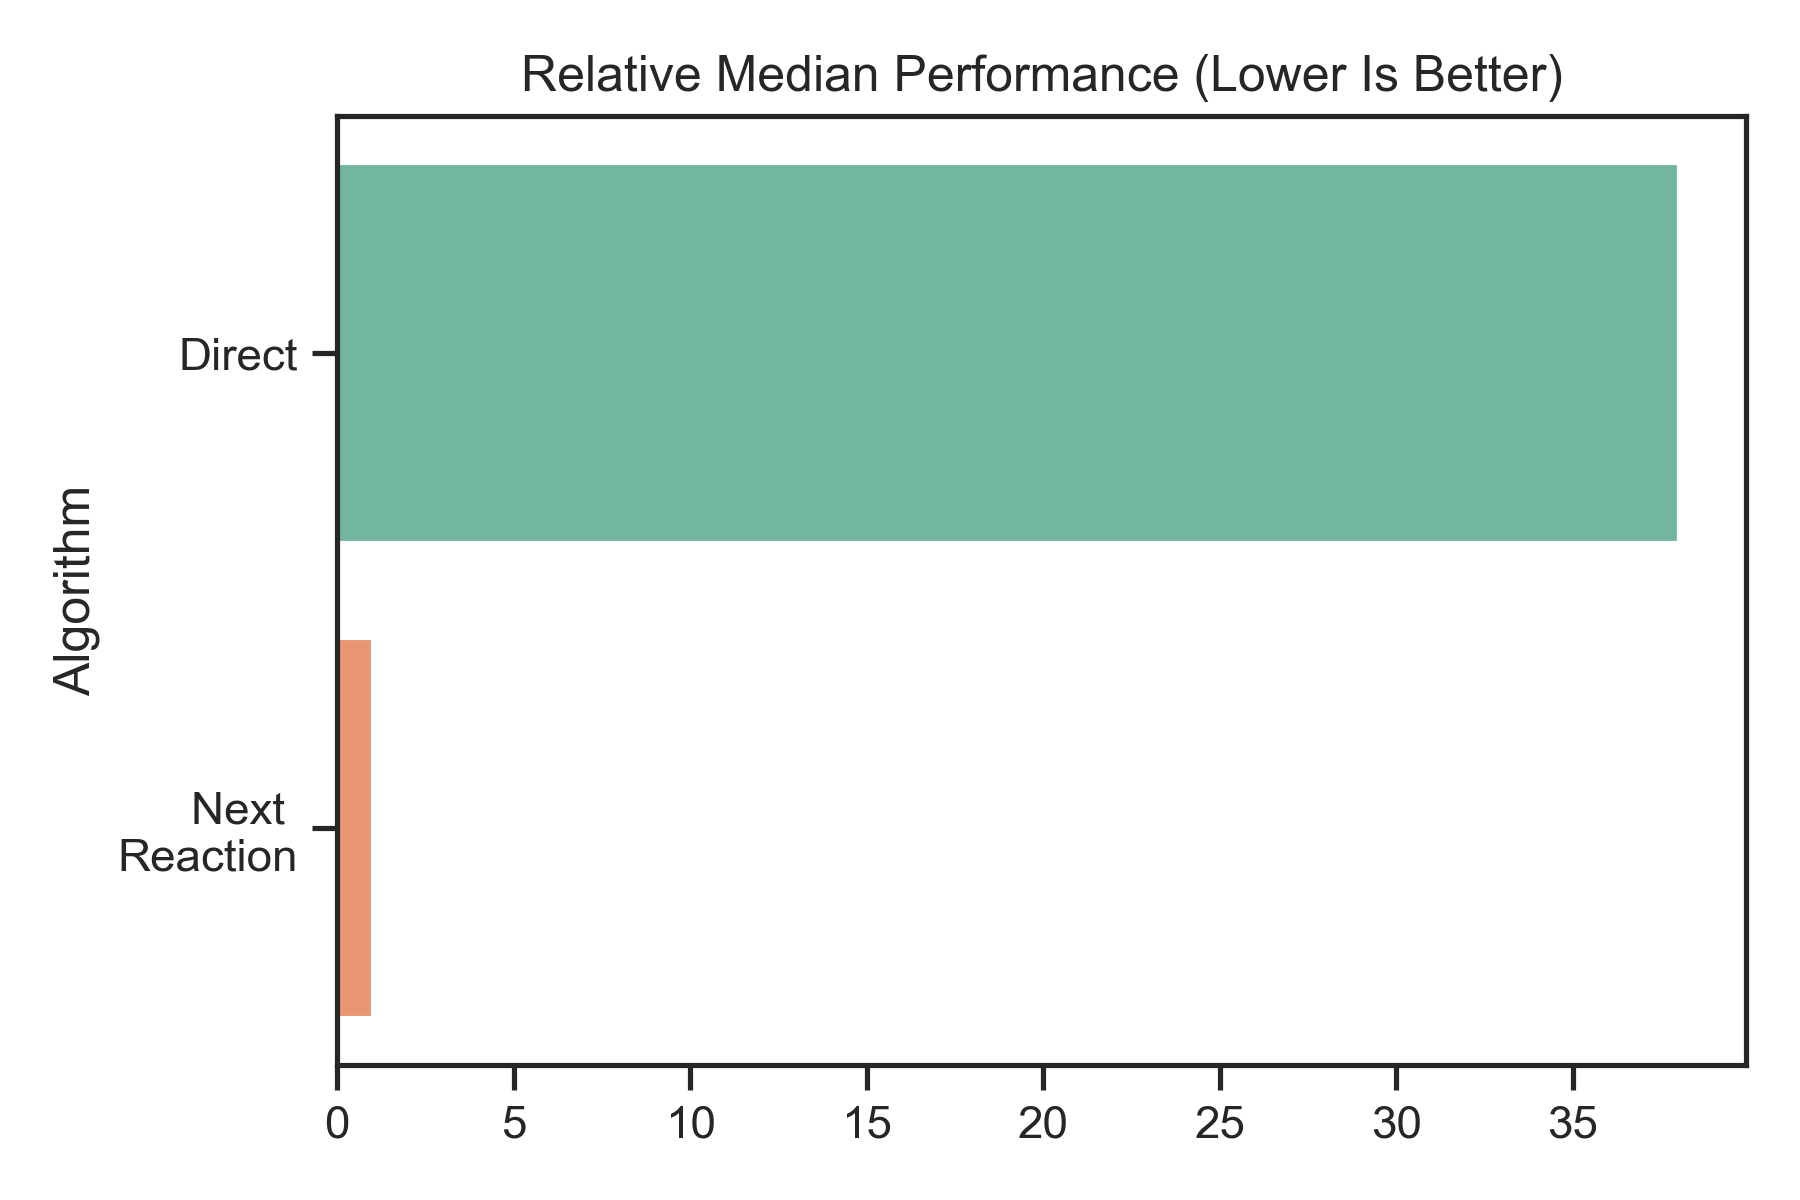 Relative Median Performance (Lower Is Better)
Algorithm
Direct
Next
Reaction
0 5 10 15 20 25 30 35